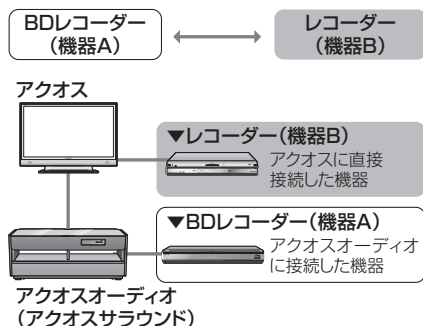 BDレコーダー
（機器A）
レコーダー
（機器B）
アクオス
▼レコーダー（機器B）
アクオスに直接
接続した機器
▼BDレコーダー（機器A）
アクオスオーディオ
に接続した機器
アクオスオーディオ
（アクオスサラウンド）